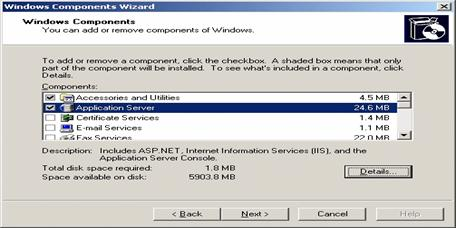 Windows Components Wizard
Windows Components
You can add or remove components of Windows.
To add or remove a component, click the checkbox. A shaded box means that only
part of the component will be installed. To see what's included in a component, click
Details.
Components:
Accessories and Utilities 4.5 MB
Application Server 24.6 MB
Certificate Services 1.4 MB
E-mail Services 1.1 MB
Fax Services 22.0 MB
Description: Includes ASP.NET, Internet Information Services (IIS), and the
Application Server Console.
Total disk space required: 1.8 MB
Space available on disk: 5903.8 MB
Details...
< Back Next > Cancel Help